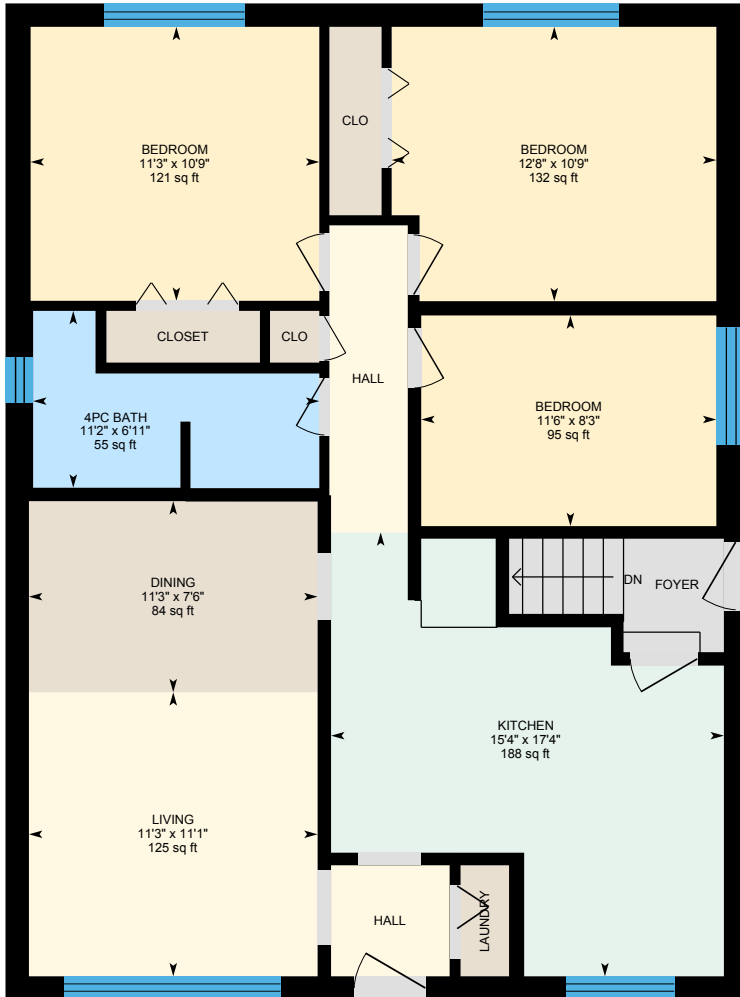 BEDROOM
11'3" x 10'9"
121 sq ft
CLO
BEDROOM
12'8" x 10'9"
132 sq ft
CLOSET
CLO
HALL
4PC BATH
11'2" x 6'11"
55 sq ft
BEDROOM
11'6" x 8'3"
95 sq ft
DINING
11'3" x 7'6"
84 sq ft
DN
FOYER
KITCHEN
15'4" x 17'4"
188 sq ft
LIVING
11'3" x 11'1"
125 sq ft
HALL
LAUNDRY